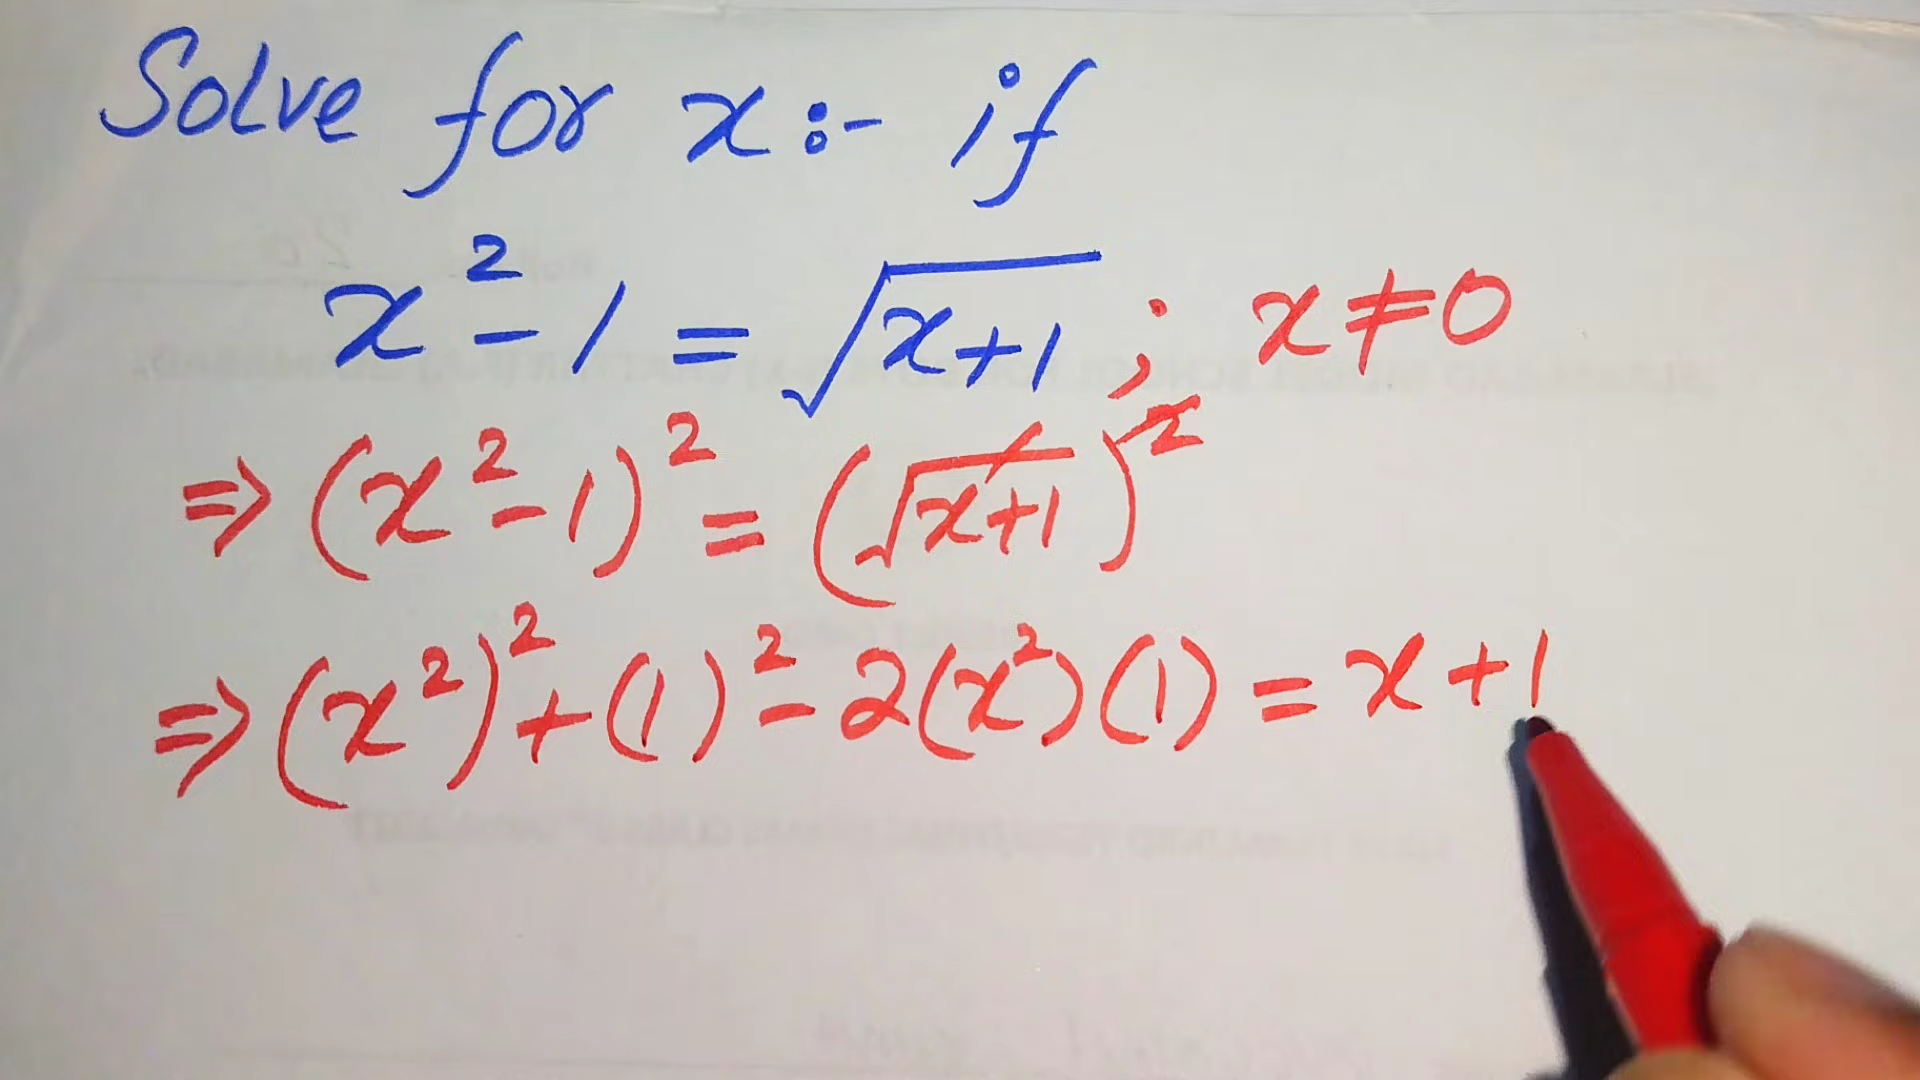 Solve for x :- if
x² - 1 = √(x+1) ; x ≠ 0
⇒ (x² - 1)² = (√(x+1))²
⇒ (x²)² + (1)² - 2(x²)(1) = x + 1